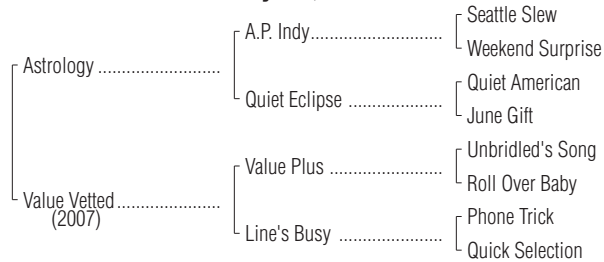 Seattle Slew
A.P. Indy
Weekend Surprise
Astrology
Quiet American
Quiet Eclipse
June Gift
Unbridled's Song
Value Plus
Roll Over Baby
Value Vetted
(2007)
Phone Trick
Line's Busy
Quick Selection